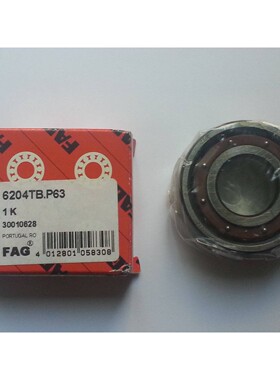 FAG
6204TB.P63
1 K
30010628
PORTUGAL RO
FAG®
4 012801 058308